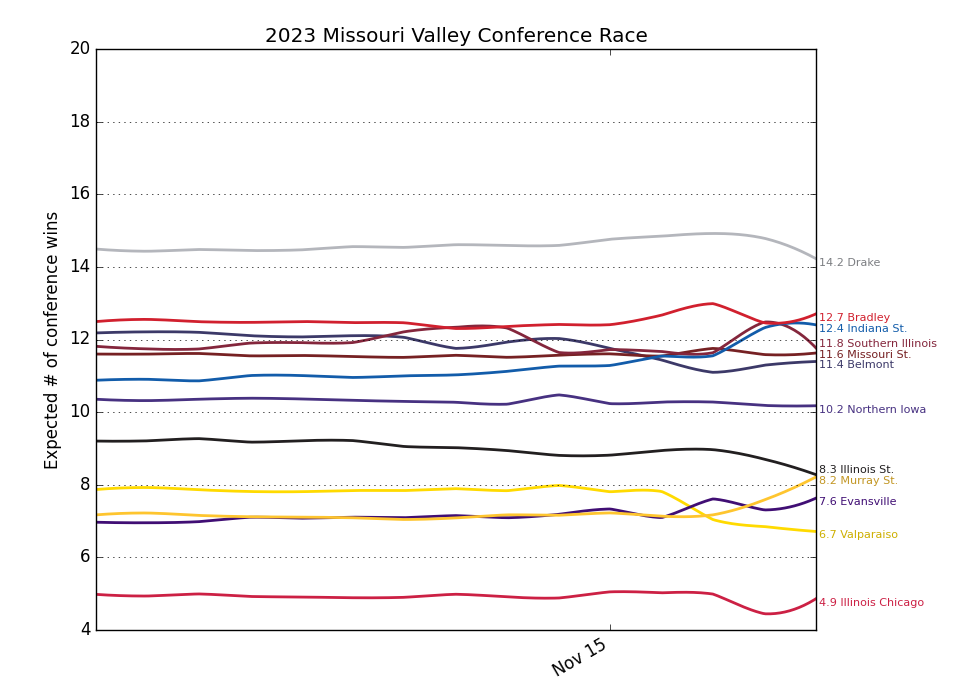 2023 Missouri Valley Conference Race
Expected # of conference wins
20
18
16
14
12
10
8
6
4
Nov 15
14.2 Drake
12.7 Bradley
12.4 Indiana St.
11.8 Southern Illinois
11.6 Missouri St.
11.4 Belmont
10.2 Northern Iowa
8.3 Illinois St.
8.2 Murray St.
7.6 Evansville
6.7 Valparaiso
4.9 Illinois Chicago